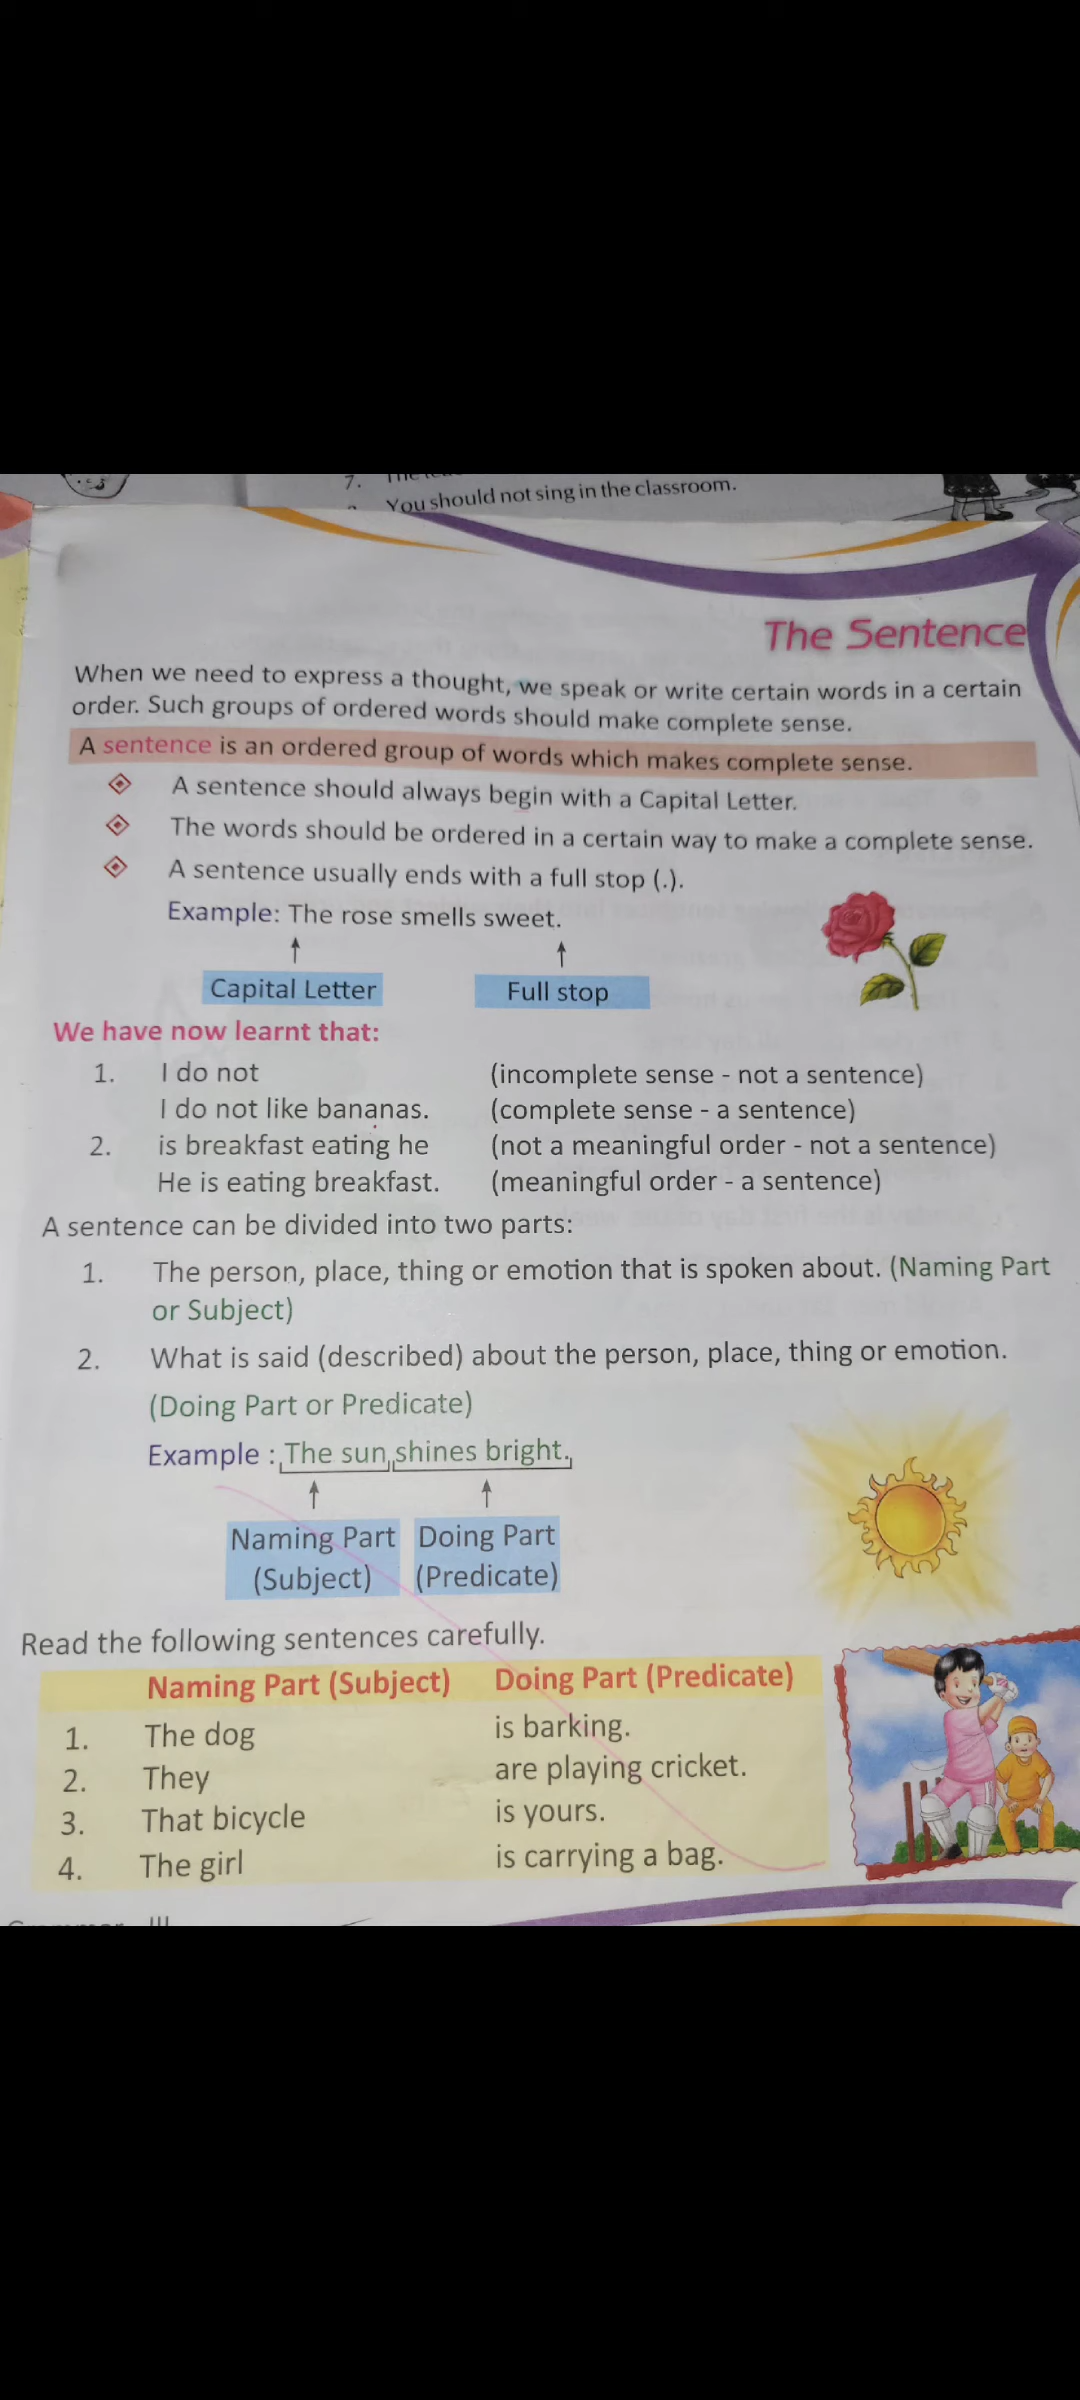 7.
You should not sing in the classroom.
The Sentence
When we need to express a thought, we speak or write certain words in a certain
order. Such groups of ordered words should make complete sense.
A sentence is an ordered group of words which makes complete sense.
A sentence should always begin with a Capital Letter.
The words should be ordered in a certain way to make a complete sense.
A sentence usually ends with a full stop (.).
Example: The rose smells sweet.
Capital Letter Full stop
We have now learnt that:
1. I do not (incomplete sense - not a sentence)
I do not like bananas. (complete sense - a sentence)
2. is breakfast eating he (not a meaningful order - not a sentence)
He is eating breakfast. (meaningful order - a sentence)
A sentence can be divided into two parts:
1. The person, place, thing or emotion that is spoken about. (Naming Part
or Subject)
2. What is said (described) about the person, place, thing or emotion.
(Doing Part or Predicate)
Example : The sun shines bright.
Naming Part Doing Part
(Subject) (Predicate)
Read the following sentences carefully.
Naming Part (Subject) Doing Part (Predicate)
1. The dog is barking.
2. They are playing cricket.
3. That bicycle is yours.
4. The girl is carrying a bag.